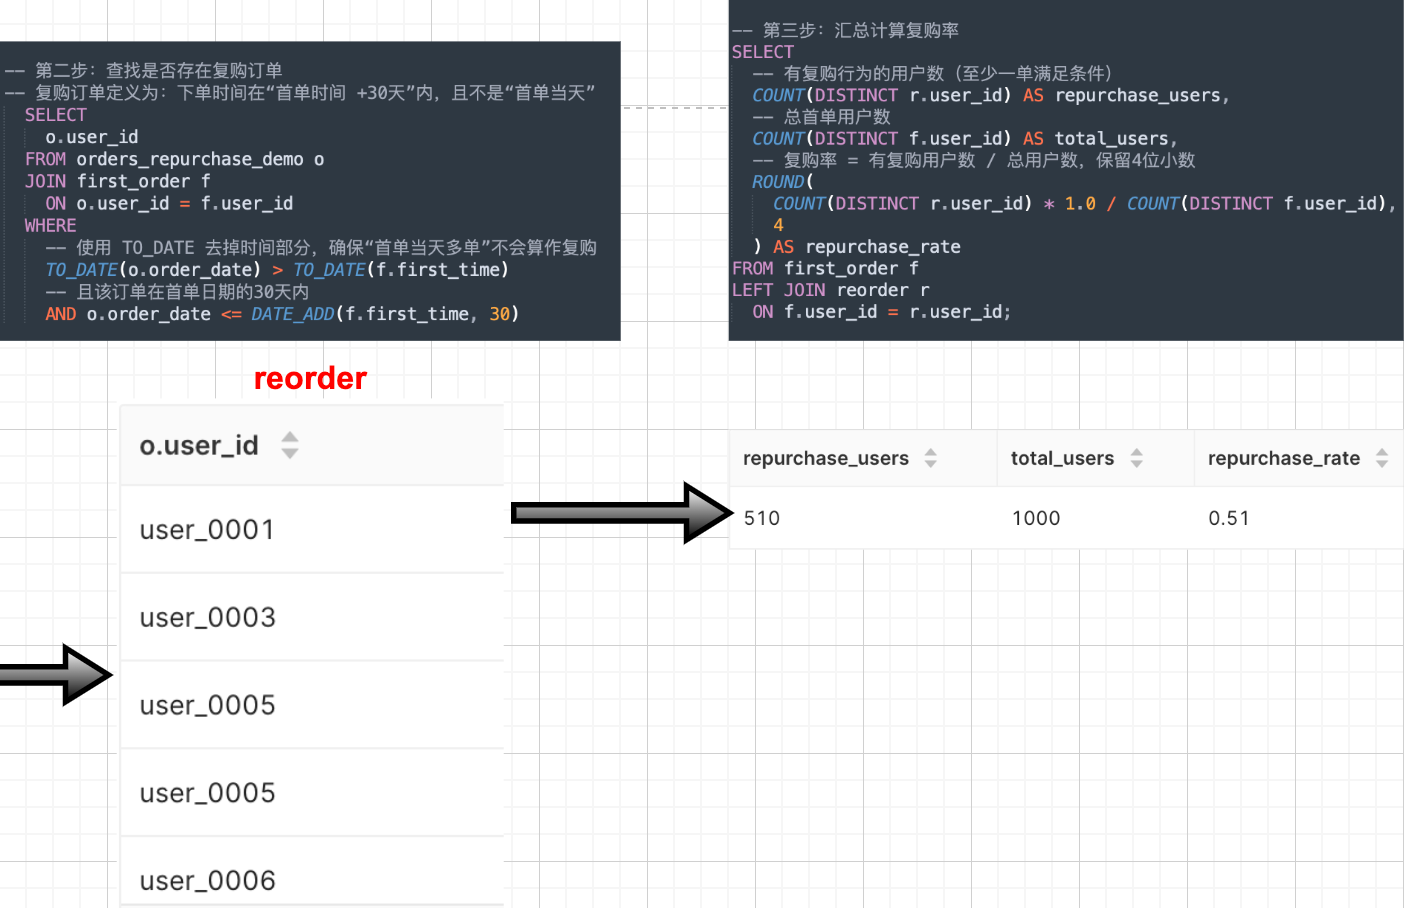 -- 第二步：查找是否存在复购订单
-- 复购订单定义为：下单时间在“首单时间 +30天”内，且不是“首单当天”
SELECT
o.user_id
FROM orders_repurchase_demo o
JOIN first_order f
ON o.user_id = f.user_id
WHERE
-- 使用 TO_DATE 去掉时间部分，确保“首单当天多单”不会算作复购
TO_DATE(o.order_date) > TO_DATE(f.first_time)
-- 且该订单在首单日期的30天内
AND o.order_date <= DATE_ADD(f.first_time, 30)
reorder
o.user_id
user_0001
user_0003
user_0005
user_0005
user_0006
-- 第三步：汇总计算复购率
SELECT
-- 有复购行为的用户数（至少一单满足条件）
COUNT(DISTINCT r.user_id) AS repurchase_users,
-- 总首单用户数
COUNT(DISTINCT f.user_id) AS total_users,
-- 复购率 = 有复购用户数 / 总用户数，保留4位小数
ROUND(
COUNT(DISTINCT r.user_id) * 1.0 / COUNT(DISTINCT f.user_id),
4
) AS repurchase_rate
FROM first_order f
LEFT JOIN reorder r
ON f.user_id = r.user_id;
repurchase_users total_users repurchase_rate
510 1000 0.51